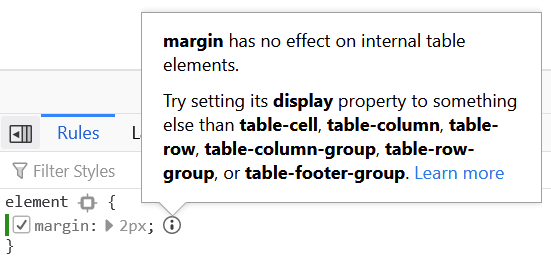 margin has no effect on internal table
elements.
Try setting its display property to something
else than table-cell, table-column, table-
row, table-column-group, table-row-
group, or table-footer-group. Learn more
Rules
Filter Styles
element {
margin: 2px;
}